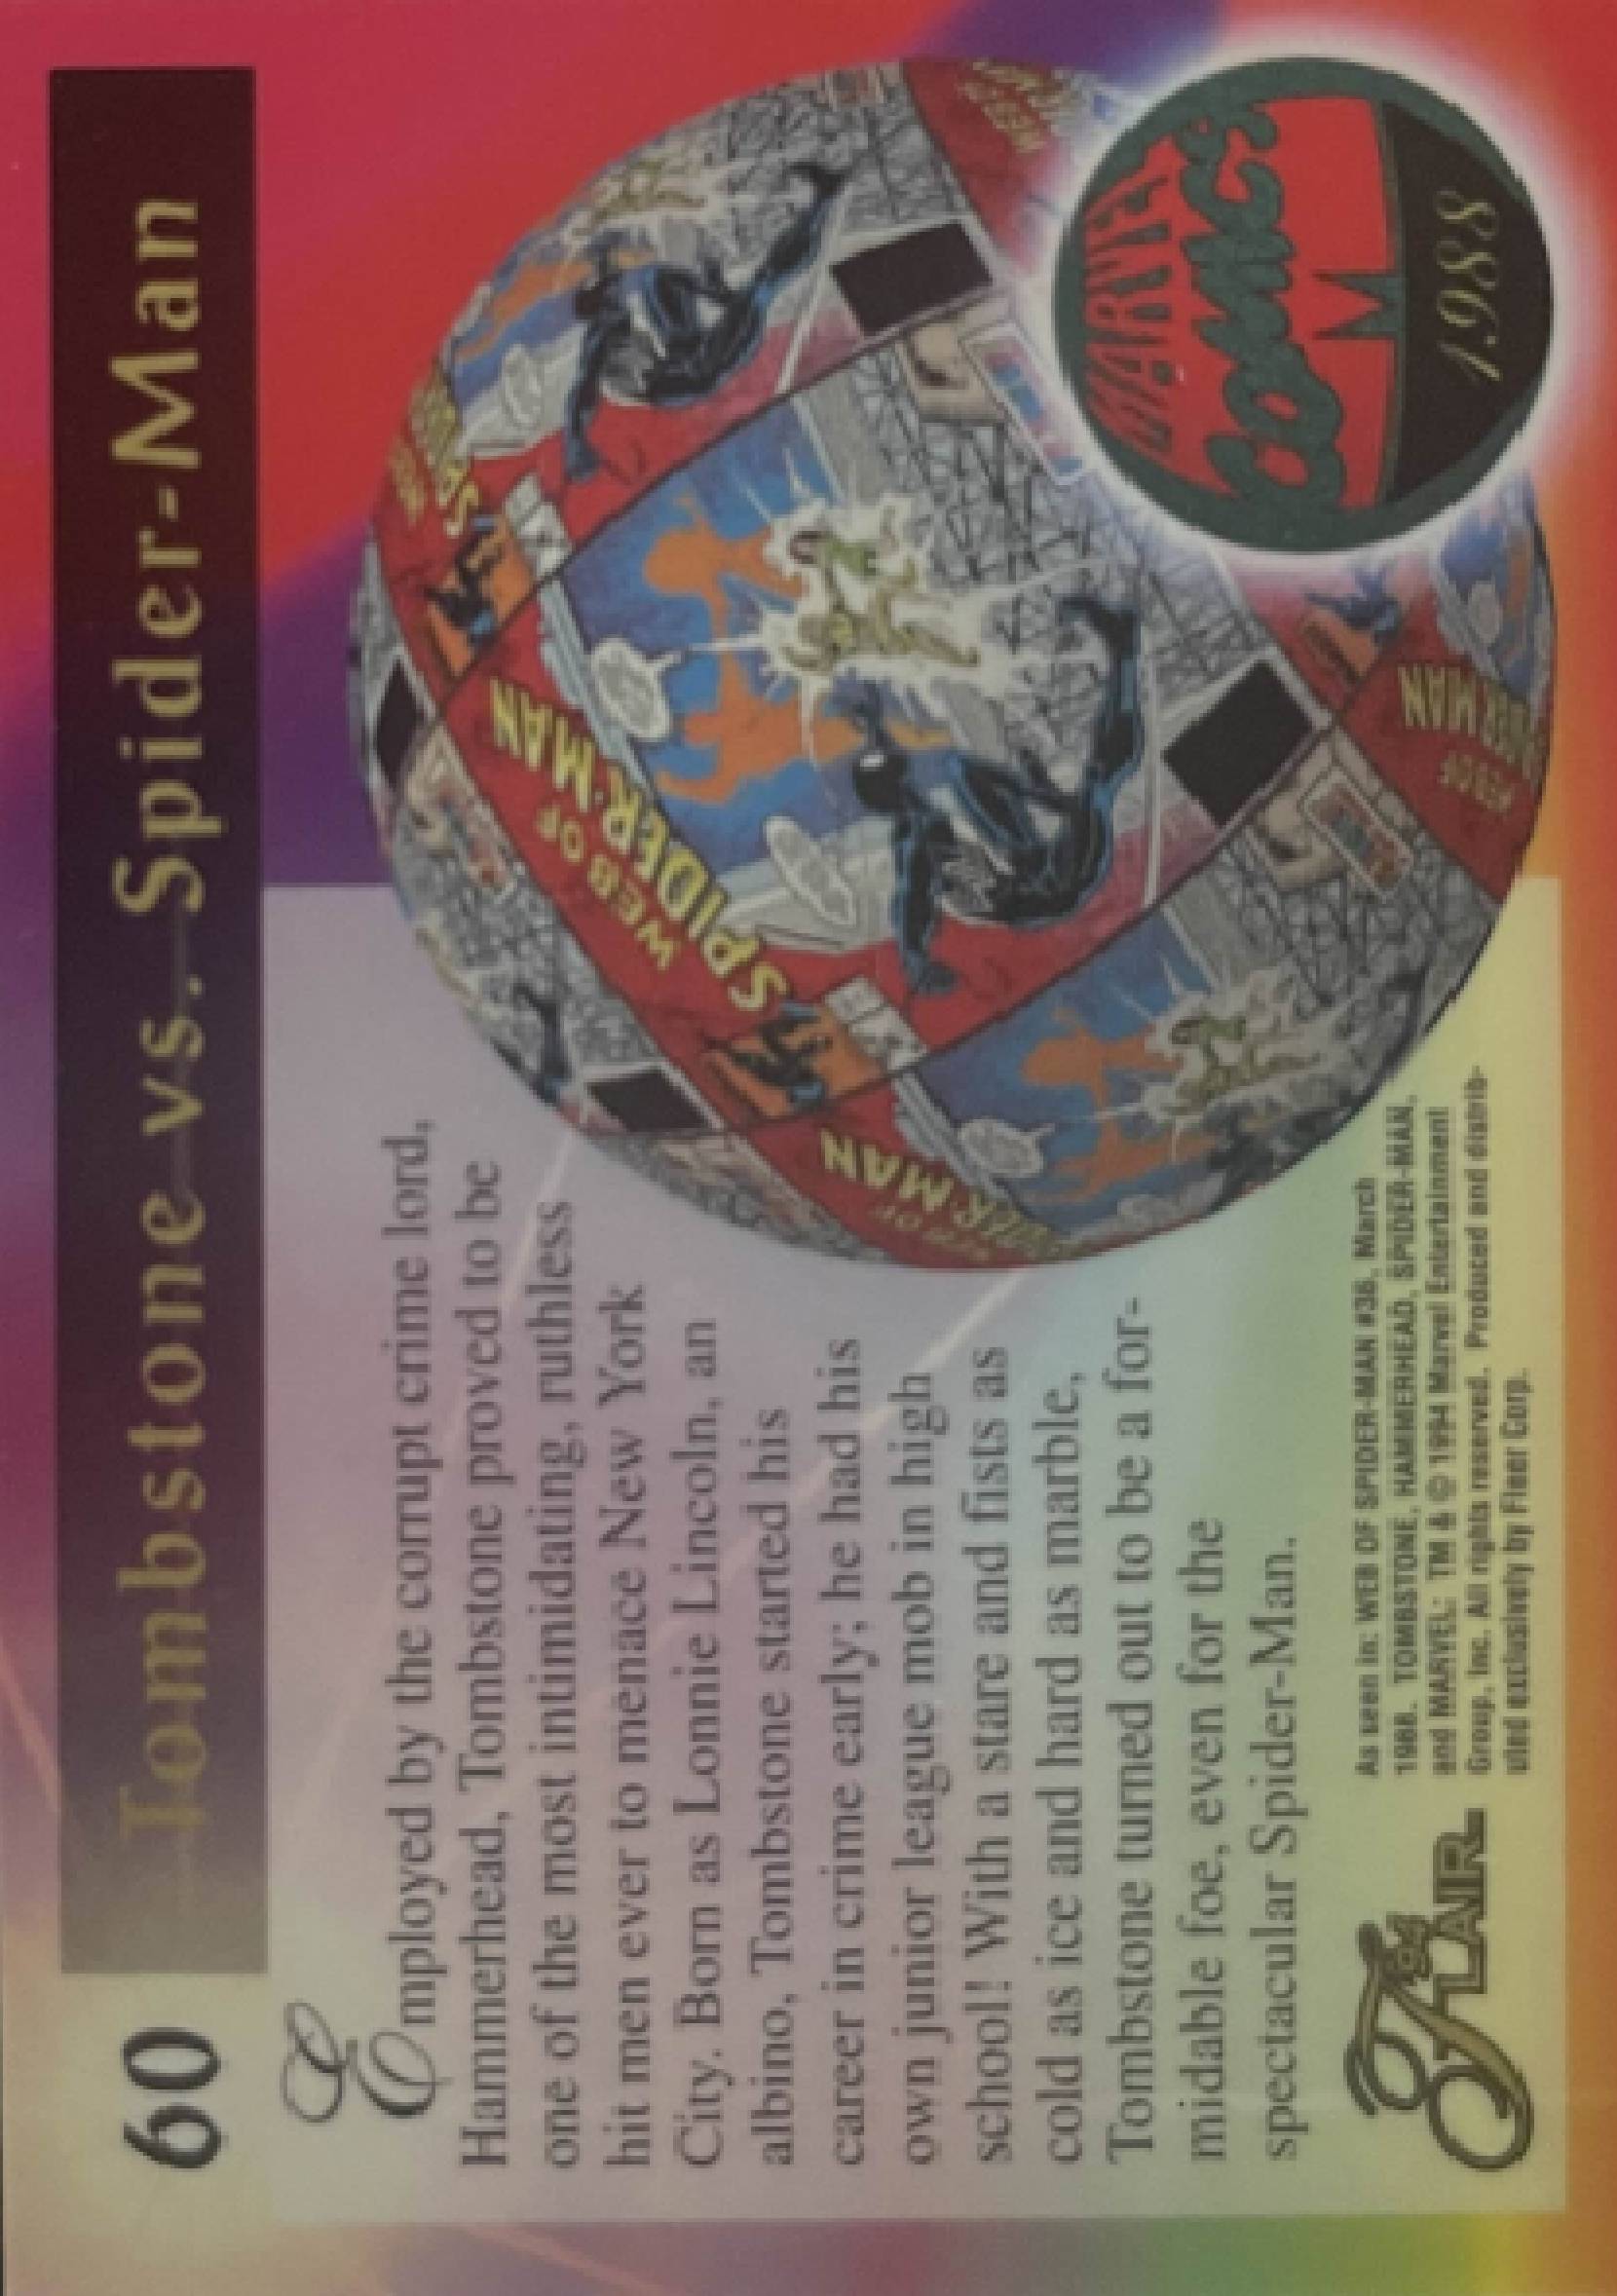 60
Tombstone vs. Spider-Man
Employed by the corrupt crime lord,
Hammerhead, Tombstone proved to be
one of the most intimidating, ruthless
hit men ever to menace New York
City. Born as Lonnie Lincoln, an
albino, Tombstone started his
career in crime early; he had his
own junior league mob in high
school! With a stare and fists as
cold as ice and hard as marble,
Tombstone turned out to be a for-
midable foe, even for the
spectacular Spider-Man.
'94
FLAIR
As seen in: WEB OF SPIDER-MAN #36, March
1988. TOMBSTONE, HAMMERHEAD, SPIDER-MAN,
and MARVEL: TM & © 1994 Marvel Entertainment
Group, Inc. All rights reserved. Produced and distrib-
uted exclusively by Fleer Corp.
WEB OF
SPIDER-MAN
MARVEL
COMICS
M
1988